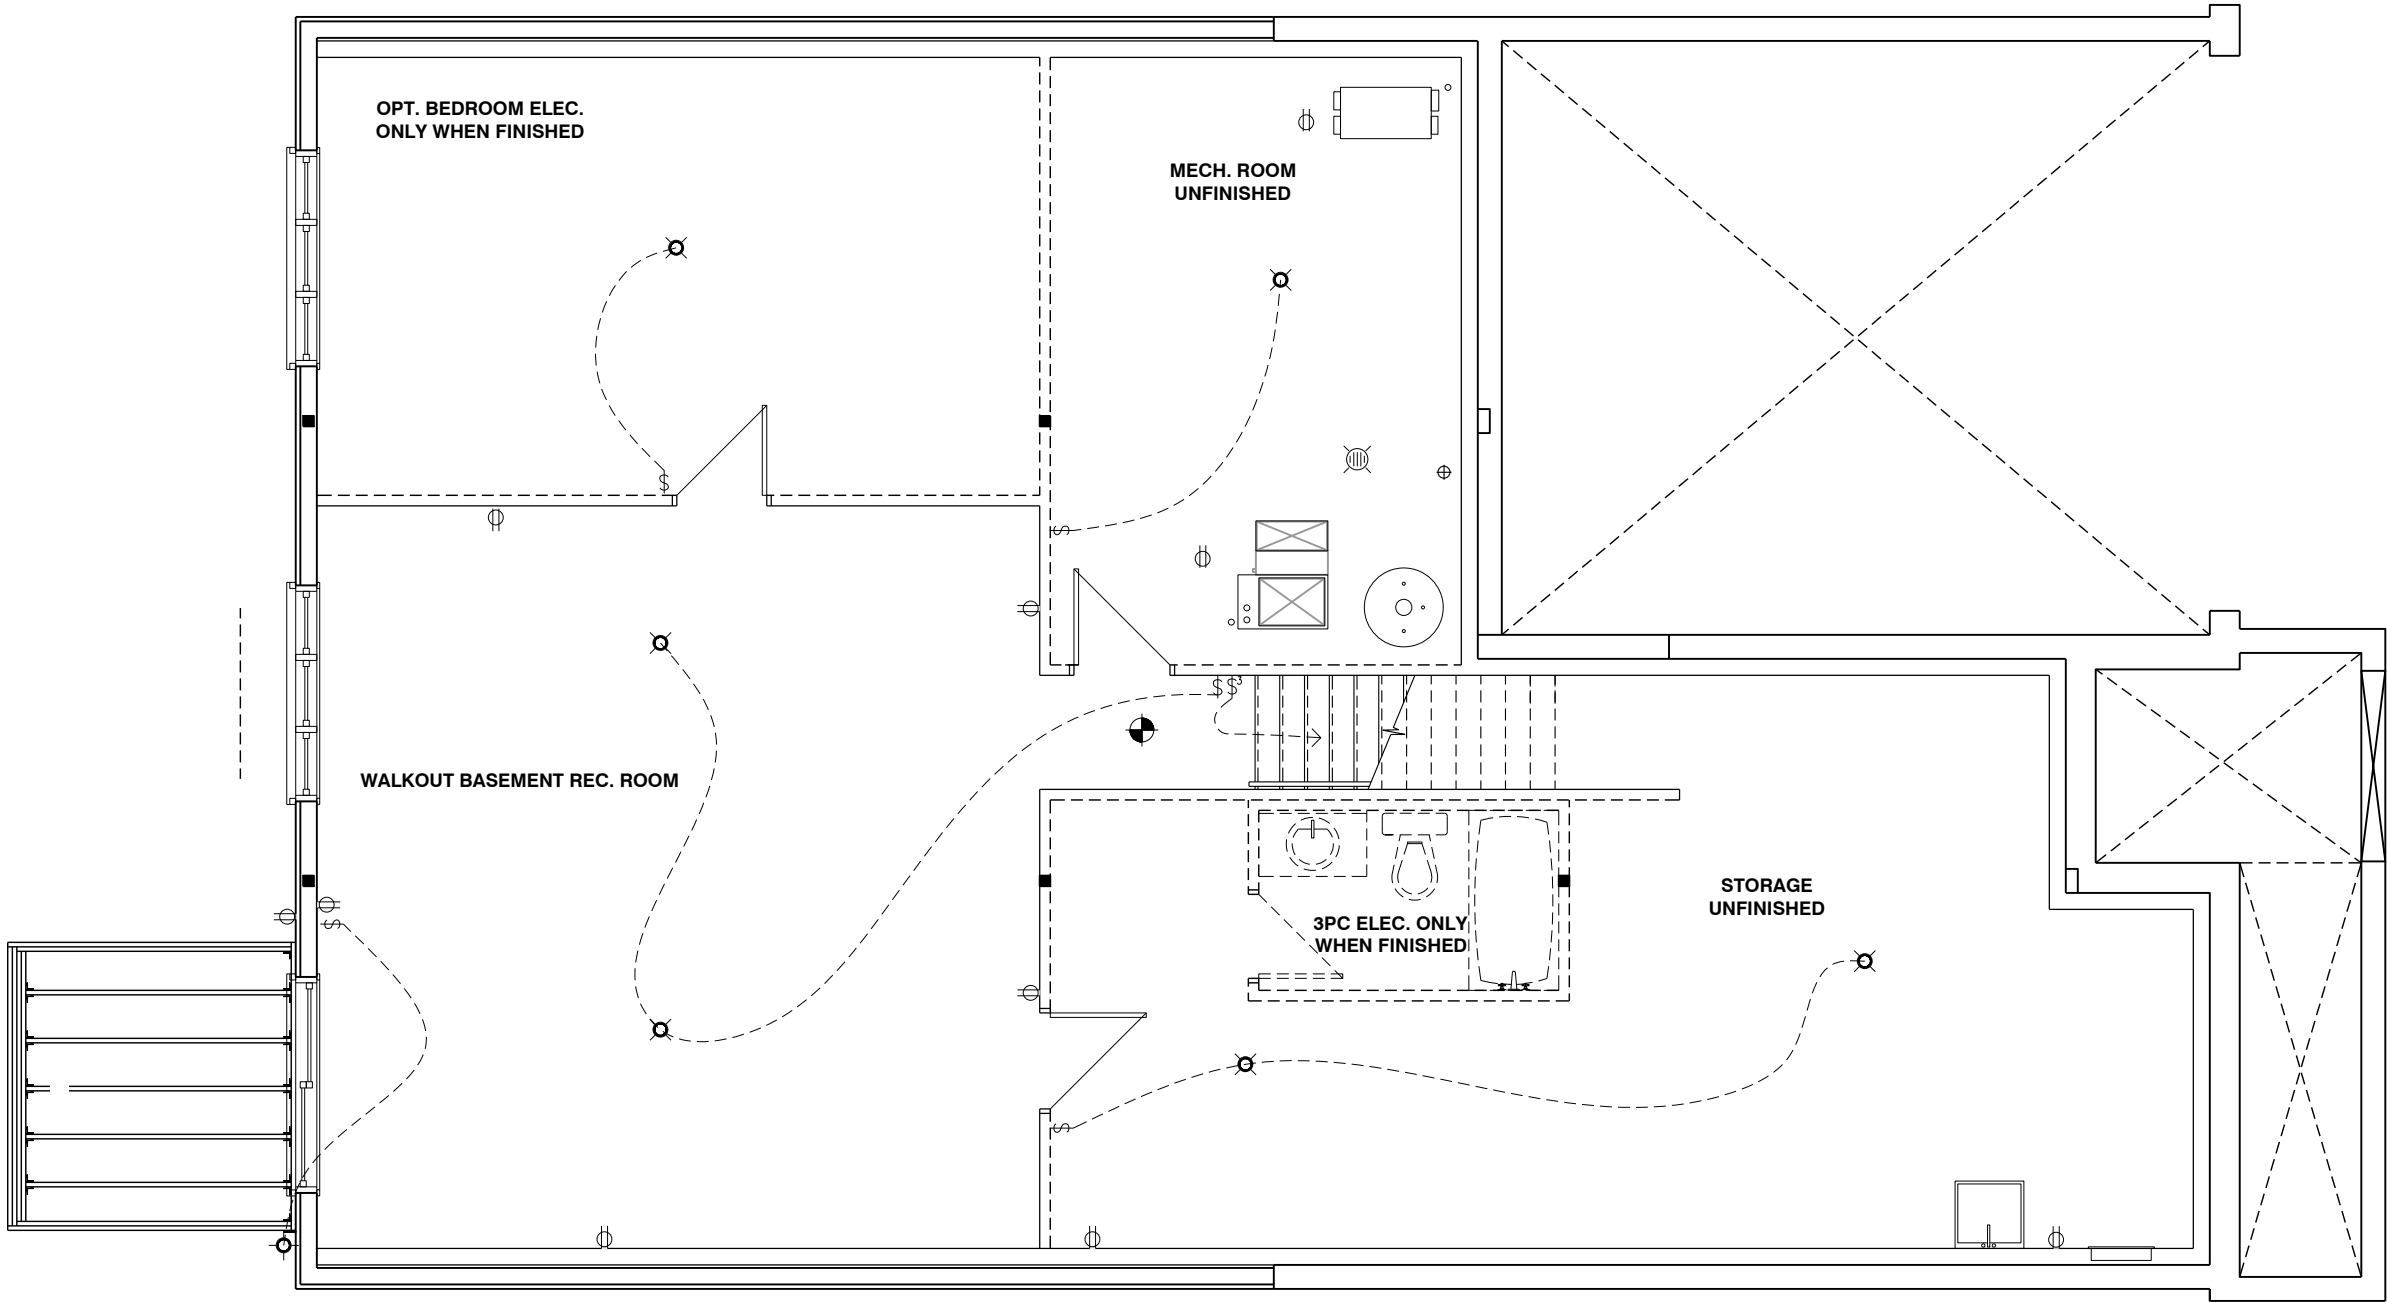 OPT. BEDROOM ELEC.
ONLY WHEN FINISHED
MECH. ROOM
UNFINISHED
$
$
$
$
$3
WALKOUT BASEMENT REC. ROOM
STORAGE
UNFINISHED
3PC ELEC. ONLY
WHEN FINISHED
$
$